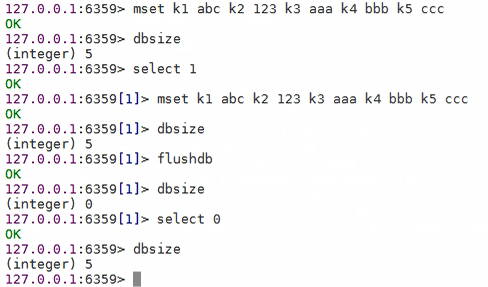 127.0.0.1:6359> mset k1 abc k2 123 k3 aaa k4 bbb k5 ccc
OK
127.0.0.1:6359> dbsize
(integer) 5
127.0.0.1:6359> select 1
OK
127.0.0.1:6359[1]> mset k1 abc k2 123 k3 aaa k4 bbb k5 ccc
OK
127.0.0.1:6359[1]> dbsize
(integer) 5
127.0.0.1:6359[1]> flushdb
OK
127.0.0.1:6359[1]> dbsize
(integer) 0
127.0.0.1:6359[1]> select 0
OK
127.0.0.1:6359> dbsize
(integer) 5
127.0.0.1:6359>